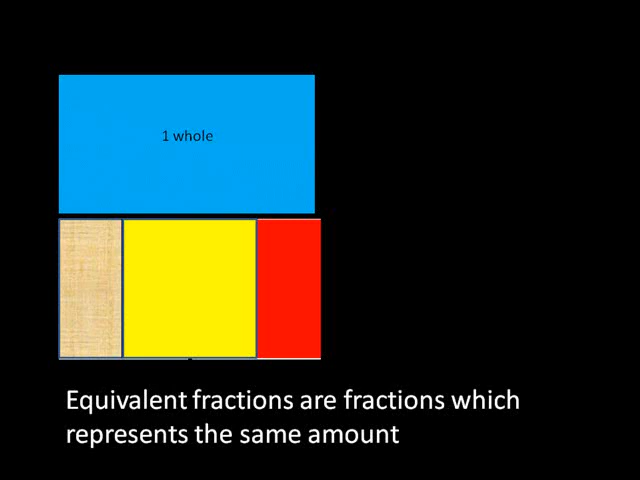 1 whole
Equivalent fractions are fractions which
represents the same amount